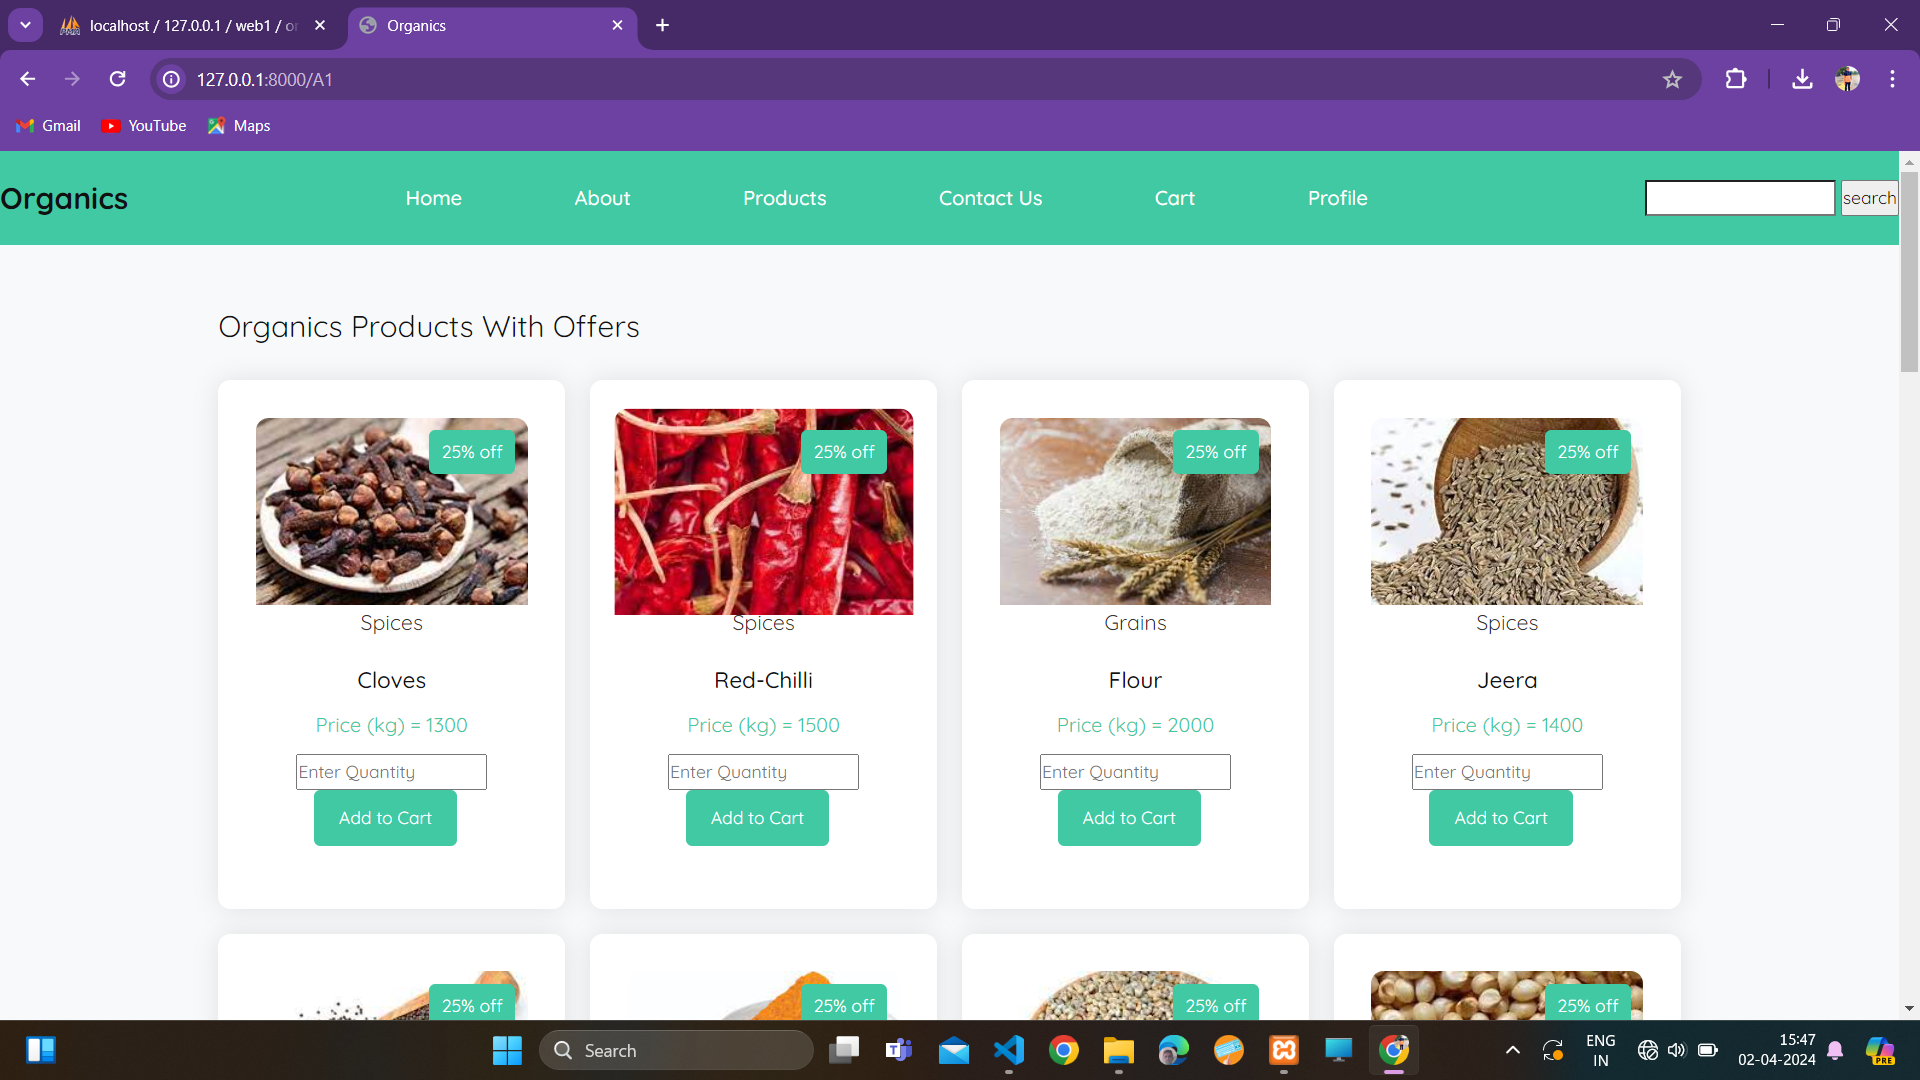 localhost / 127.0.0.1 / web1 / or
Organics
127.0.0.1:8000/A1
Gmail YouTube Maps
Organics Home About Products Contact Us Cart Profile search
Organics Products With Offers
25% off 25% off 25% off 25% off
Spices Spices Grains Spices
Cloves Red-Chilli Flour Jeera
Price (kg) = 1300 Price (kg) = 1500 Price (kg) = 2000 Price (kg) = 1400
Enter Quantity Enter Quantity Enter Quantity Enter Quantity
Add to Cart Add to Cart Add to Cart Add to Cart
25% off 25% off 25% off 25% off
Search
ENG 15:47
IN 02-04-2024
PRE